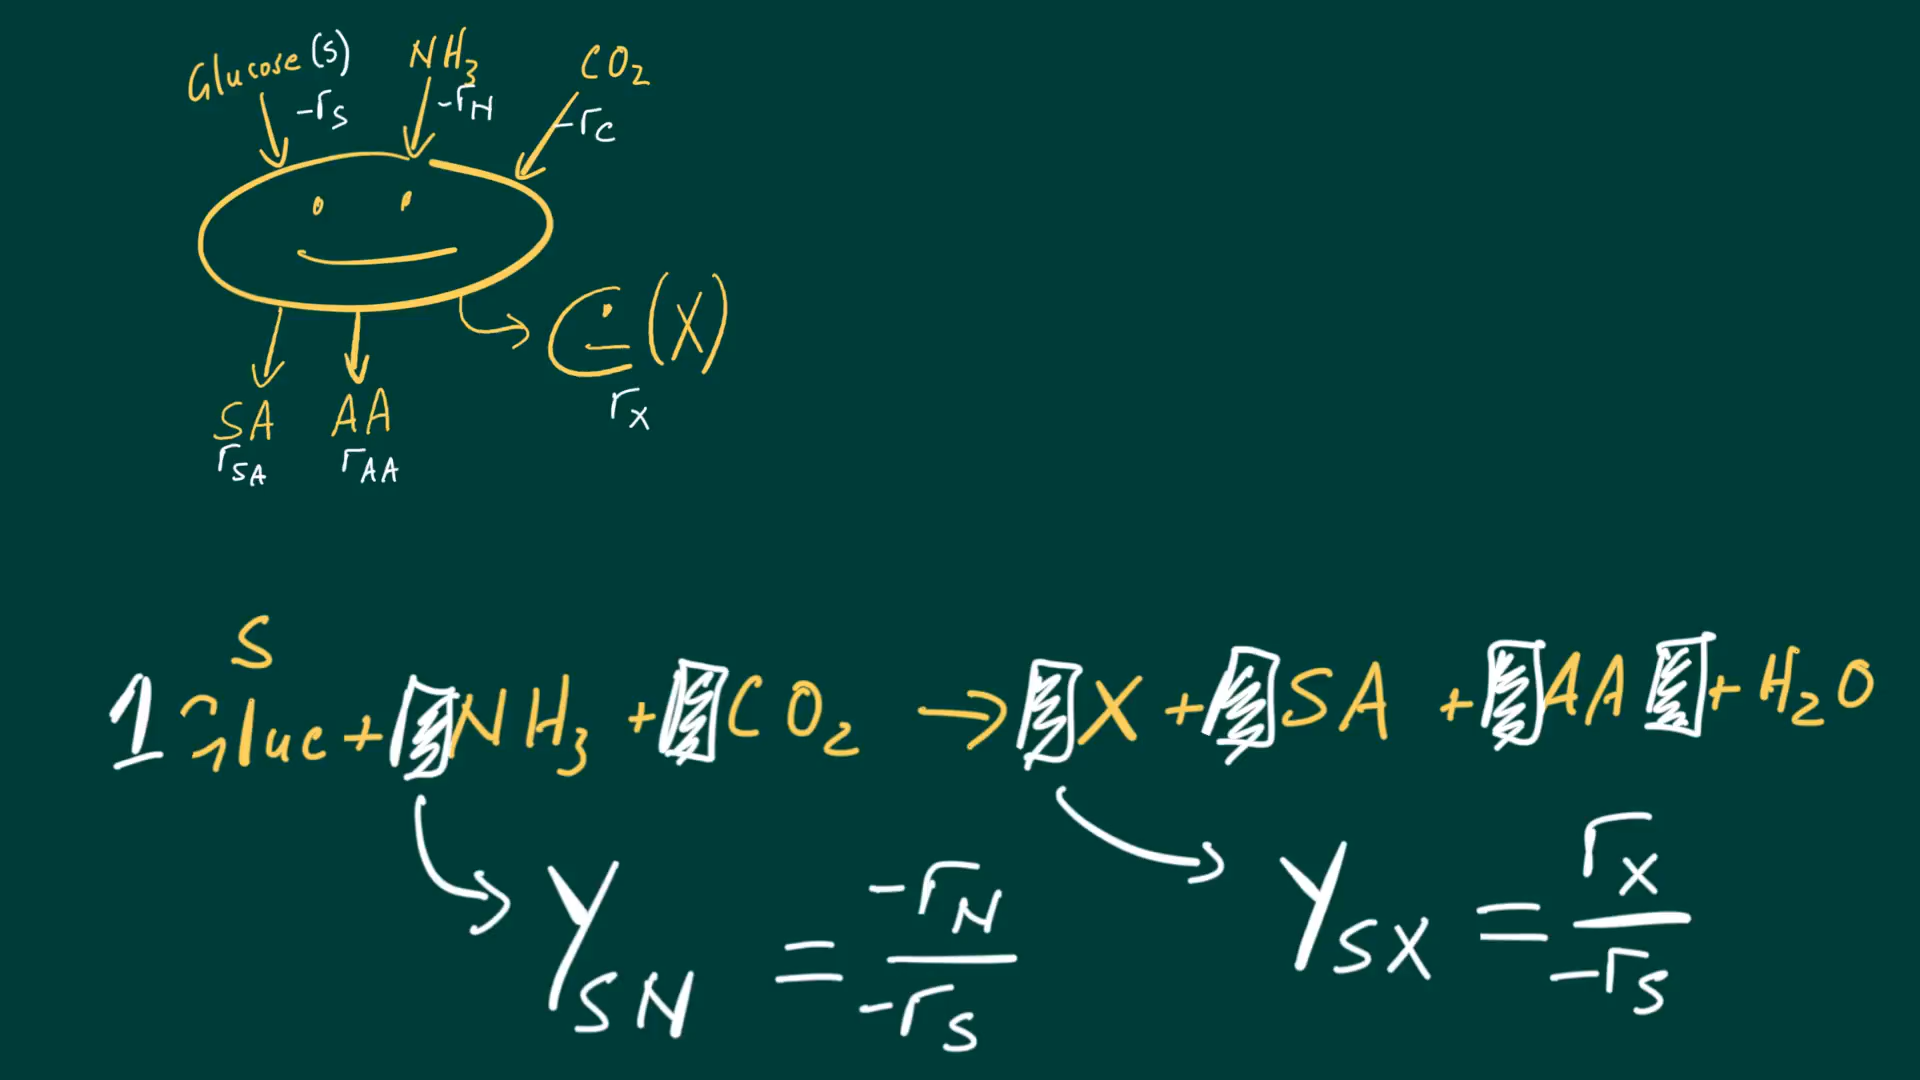 Glucose (S) NH₃ CO₂
-rS -rN -rC
(X)
rX
SA AA
rSA rAA
S
1 Gluc + NH₃ + CO₂ → X + SA + AA + H₂O
YSN = -rN / -rS
YSX = rX / -rS